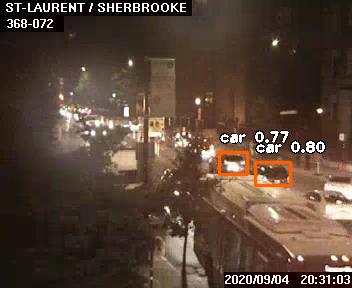 ST-LAURENT / SHERBROOKE
368-072
car 0.77
car 0.80
2020/09/04 20:31:03